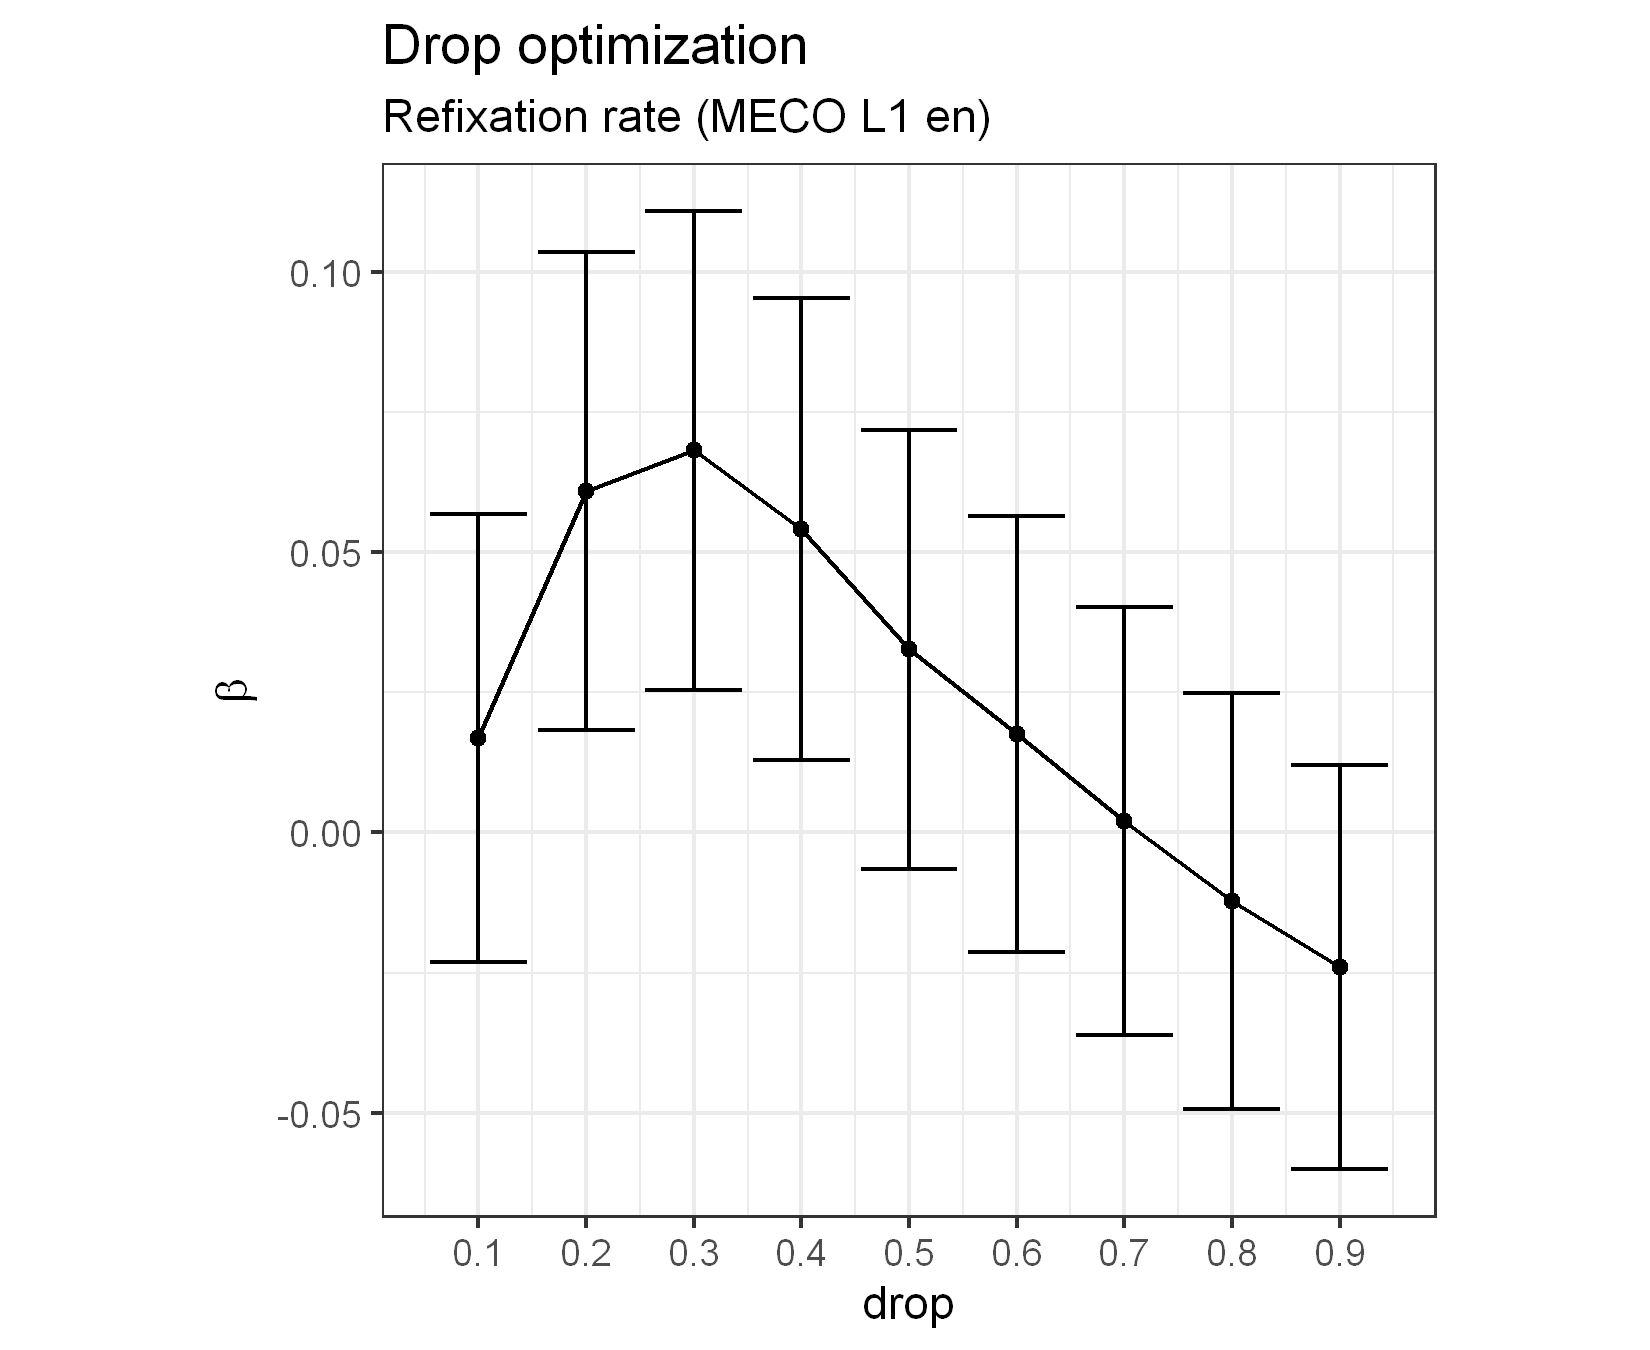 Drop optimization
Refixation rate (MECO L1 en)
0.10
0.05
0.00
-0.05
β
0.1 0.2 0.3 0.4 0.5 0.6 0.7 0.8 0.9
drop